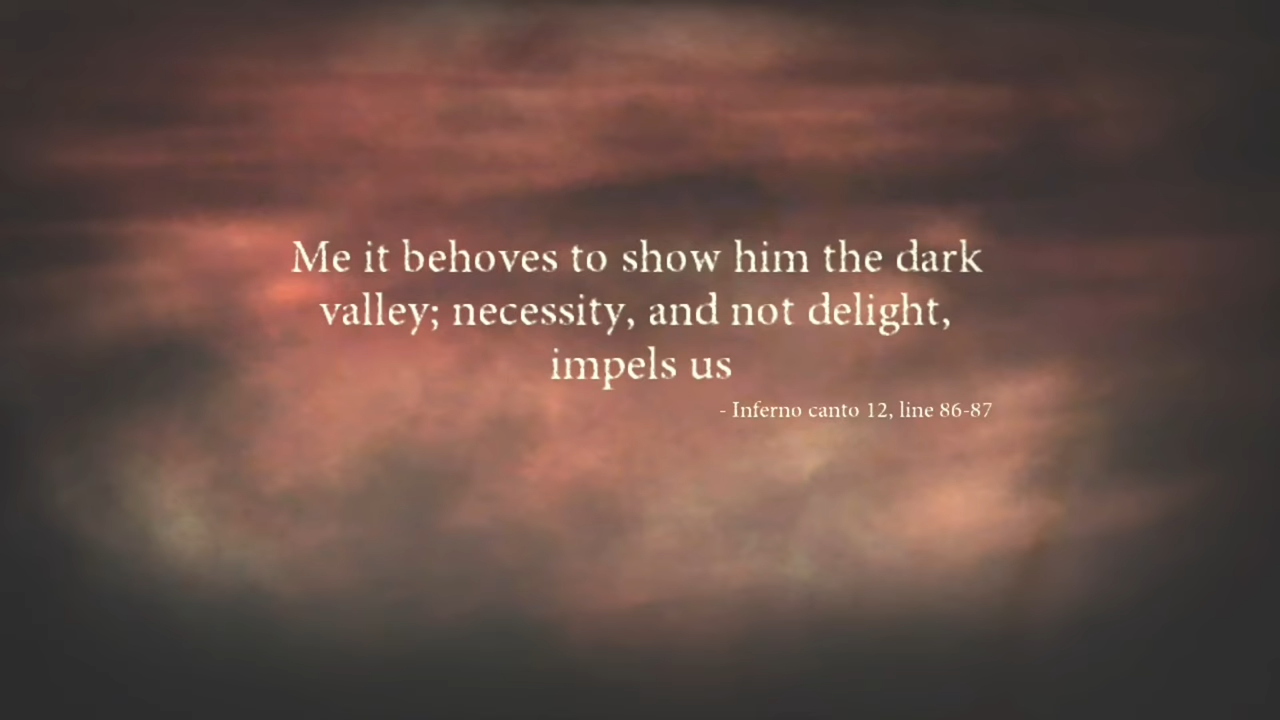 Me it behoves to show him the dark
valley; necessity, and not delight,
impels us
- Inferno canto 12, line 86-87